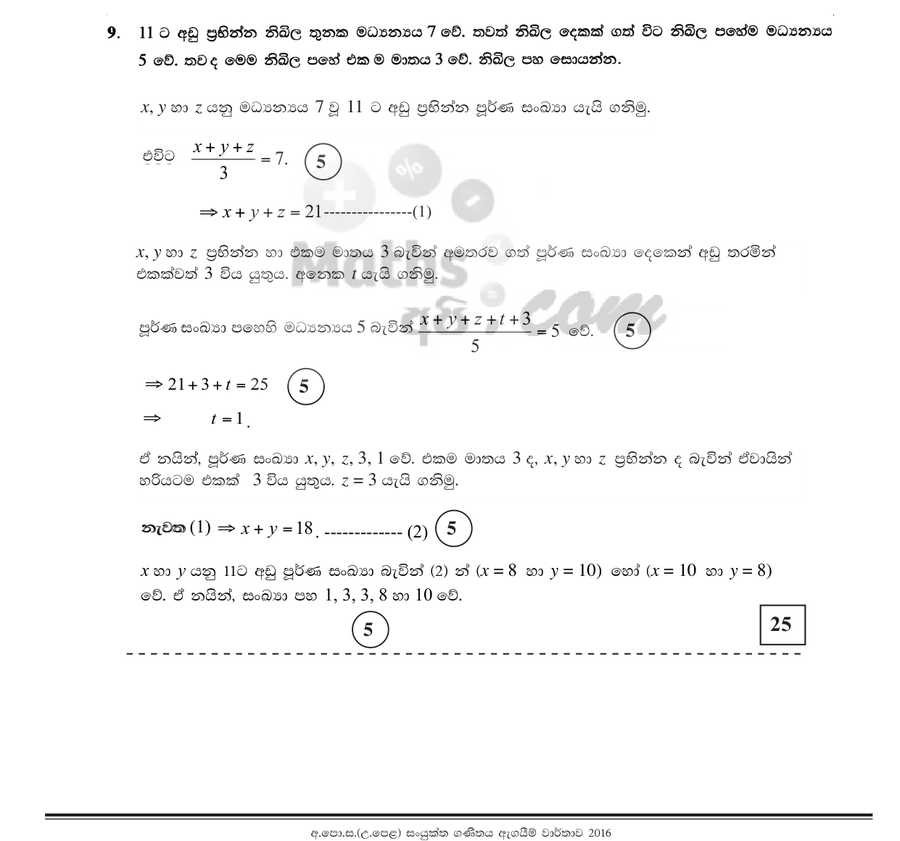 9. 11 ට අඩු ප්‍රභින්න නිඛිල තුනක මධ්‍යන්‍යය 7 වේ. තවත් නිඛිල දෙකක් ගත් විට නිඛිල පහේම මධ්‍යන්‍යය
5 වේ. තව ද මෙම නිඛිල පහේ එක ම මාතය 3 වේ. නිඛිල පහ සොයන්න.
x, y හා z යනු මධ්‍යන්‍යය 7 වූ 11 ට අඩු ප්‍රභින්න පූර්ණ සංඛ්‍යා යැයි ගනිමු.
එවිට (x + y + z)/3 = 7. 5
⇒ x + y + z = 21----------------(1)
x, y හා z ප්‍රභින්න හා එකම මාතය 3 බැවින් අමතරව ගත් පූර්ණ සංඛ්‍යා දෙකෙන් අඩු තරමින්
එකක්වත් 3 විය යුතුය. අනෙක t යැයි ගනිමු.
පූර්ණ සංඛ්‍යා පහෙහි මධ්‍යන්‍යය 5 බැවින් (x + y + z + t + 3)/5 = 5 වේ. 5
⇒ 21 + 3 + t = 25 5
⇒ t = 1.
ඒ නයින්, පූර්ණ සංඛ්‍යා x, y, z, 3, 1 වේ. එකම මාතය 3 ද, x, y හා z ප්‍රභින්න ද බැවින් ඒවායින්
හරියටම එකක් 3 විය යුතුය. z = 3 යැයි ගනිමු.
නැවත (1) ⇒ x + y = 18. ------------- (2) 5
x හා y යනු 11ට අඩු පූර්ණ සංඛ්‍යා බැවින් (2) න් (x = 8 හා y = 10) හෝ (x = 10 හා y = 8)
වේ. ඒ නයින්, සංඛ්‍යා පහ 1, 3, 3, 8 හා 10 වේ.
5
25
අ.පො.ස.(උ.පෙළ) සංයුක්ත ගණිතය ඇගයීම් වාර්තාව 2016
Maths
.com